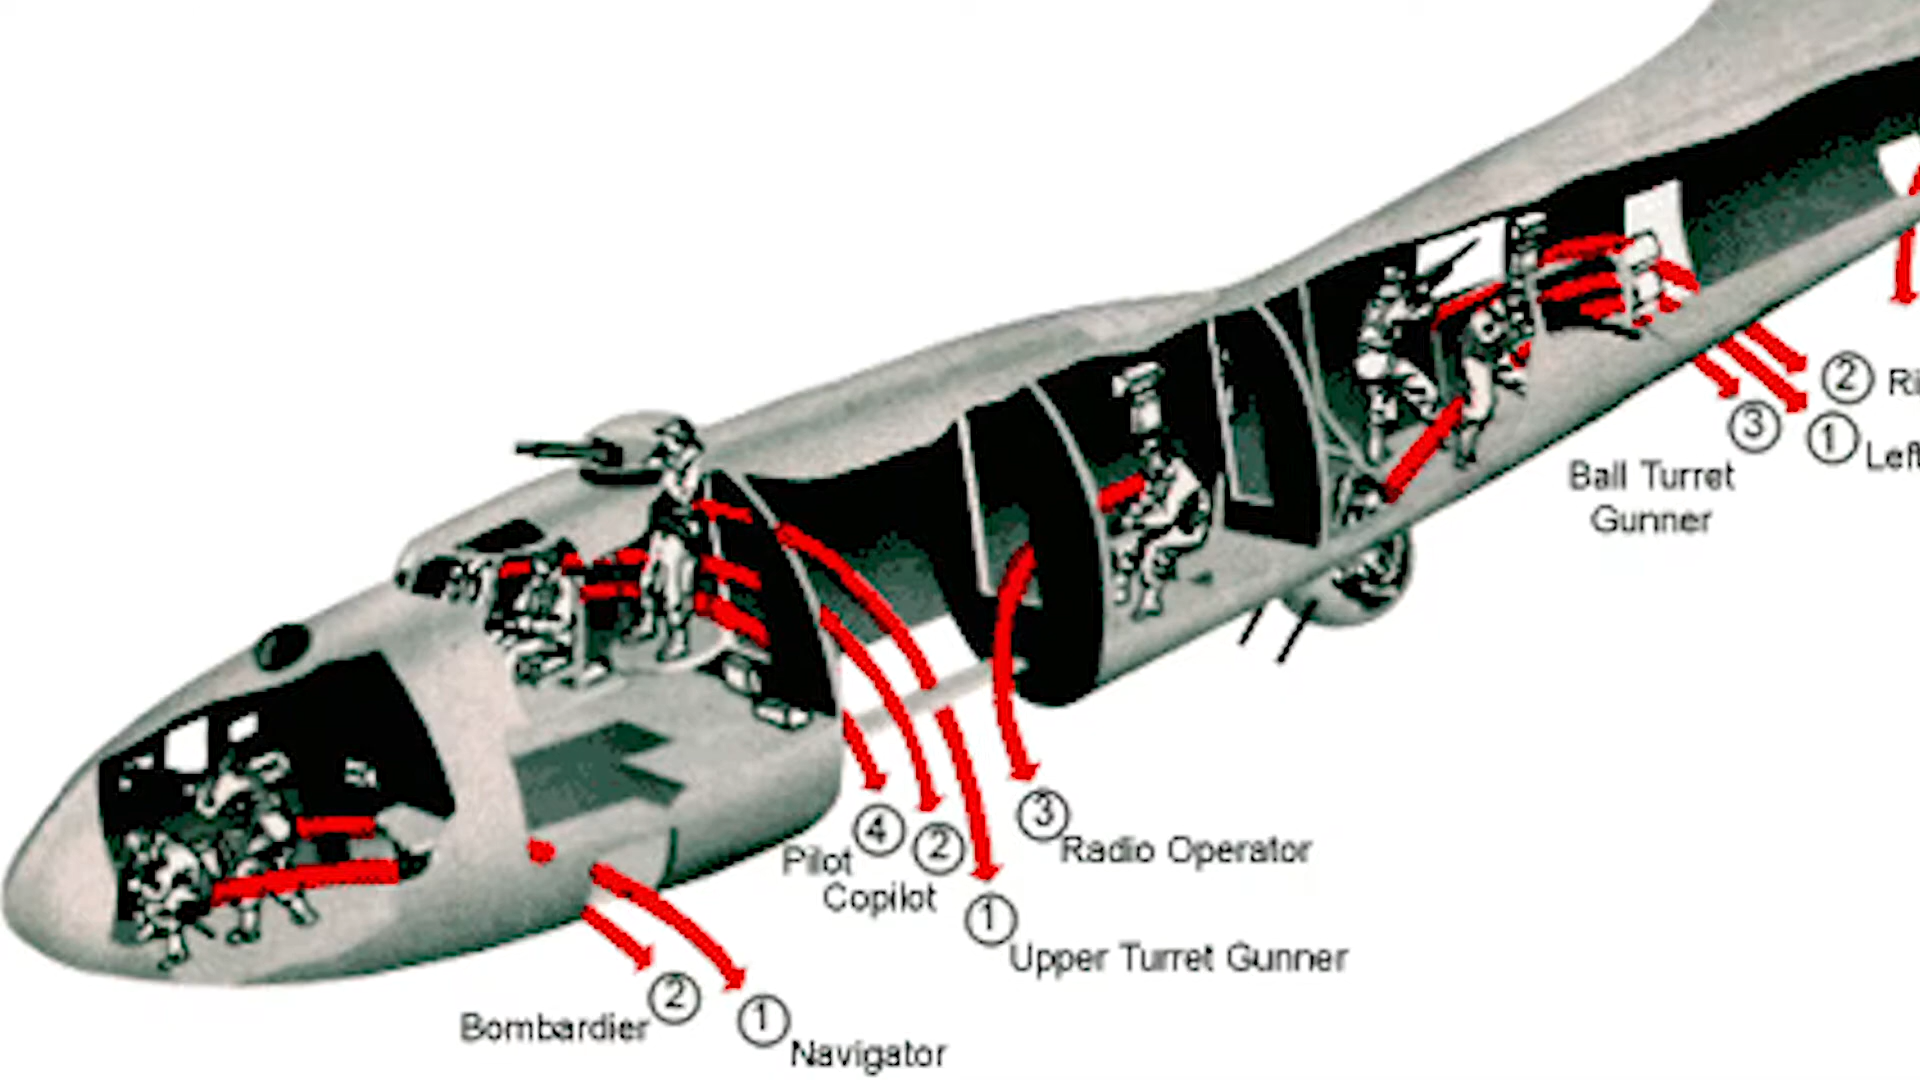 2 Ri
3 1 Left
Ball Turret
Gunner
4 2 3
Pilot Radio Operator
Copilot
1
Upper Turret Gunner
2 1
Bombardier
Navigator